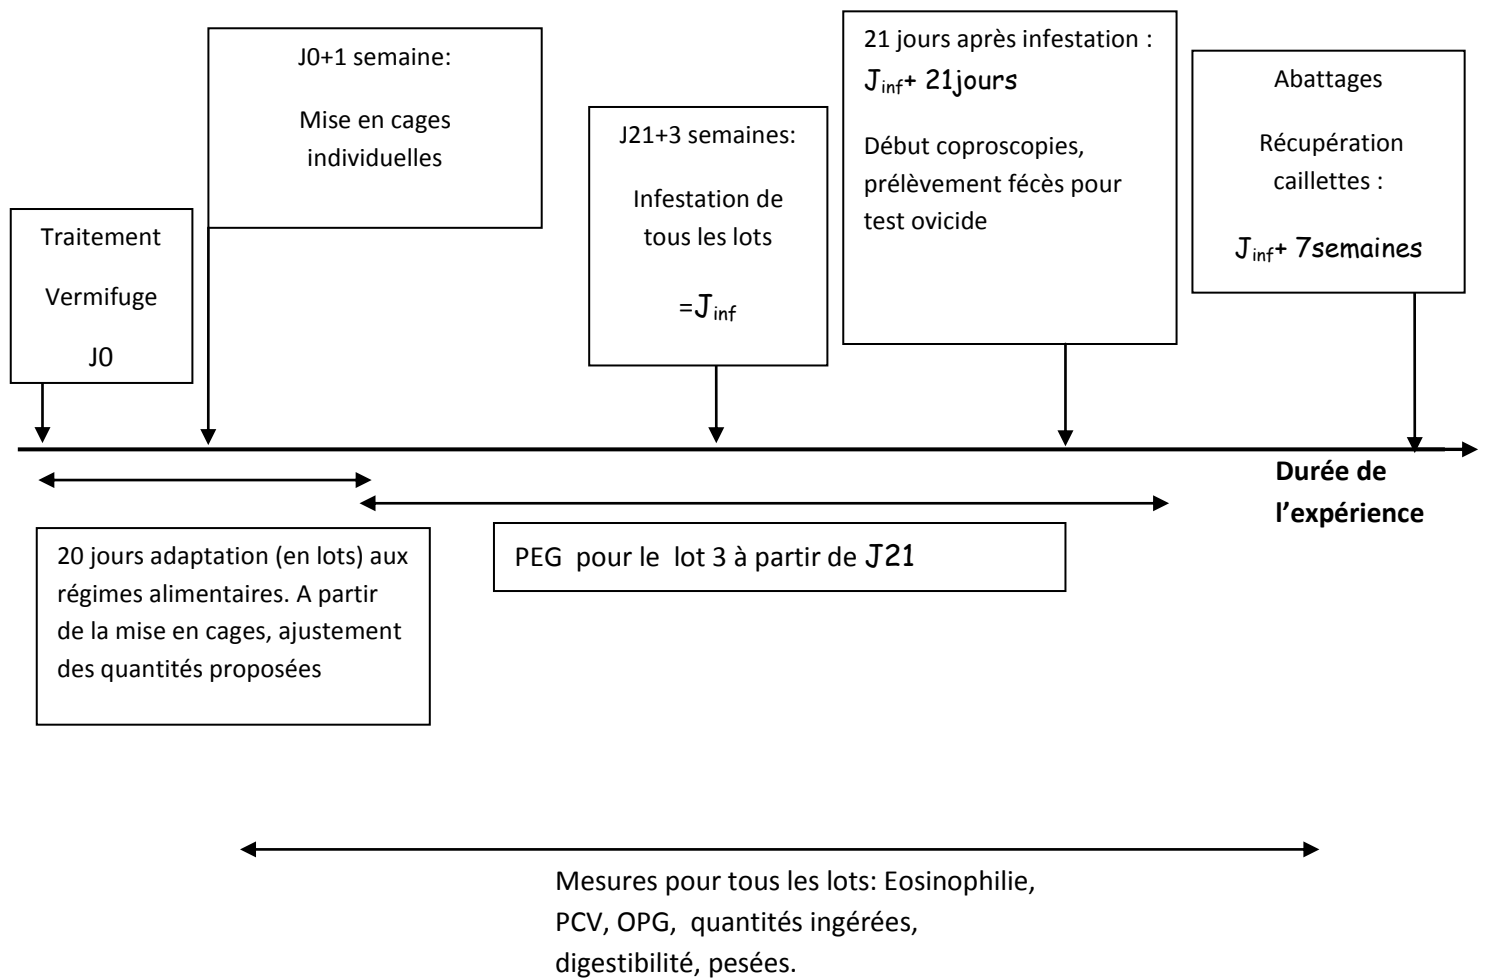 Traitement
Vermifuge
J0
J0+1 semaine:
Mise en cages
individuelles
J21+3 semaines:
Infestation de
tous les lots
=Jinf
21 jours après infestation :
Jinf+ 21jours
Début coproscopies,
prélèvement fécès pour
test ovicide
Abattages
Récupération
caillettes :
Jinf+ 7semaines
Durée de
l’expérience
20 jours adaptation (en lots) aux
régimes alimentaires. A partir
de la mise en cages, ajustement
des quantités proposées
PEG pour le lot 3 à partir de J21
Mesures pour tous les lots: Eosinophilie,
PCV, OPG, quantités ingérées,
digestibilité, pesées.